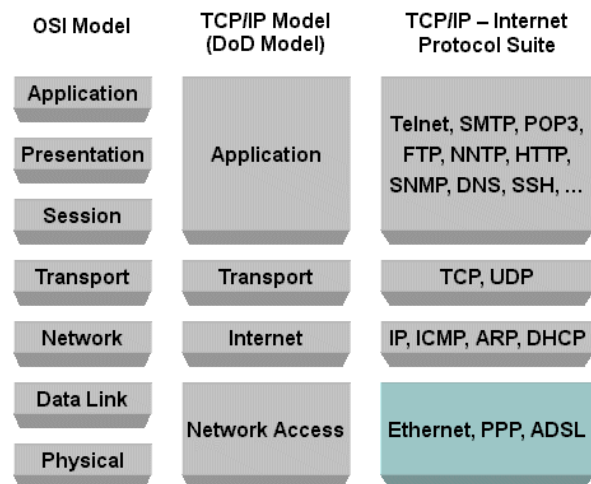 OSI Model
TCP/IP Model
(DoD Model)
TCP/IP – Internet
Protocol Suite
Application
Presentation
Session
Transport
Network
Data Link
Physical
Application
Transport
Internet
Network Access
Telnet, SMTP, POP3,
FTP, NNTP, HTTP,
SNMP, DNS, SSH, ...
TCP, UDP
IP, ICMP, ARP, DHCP
Ethernet, PPP, ADSL